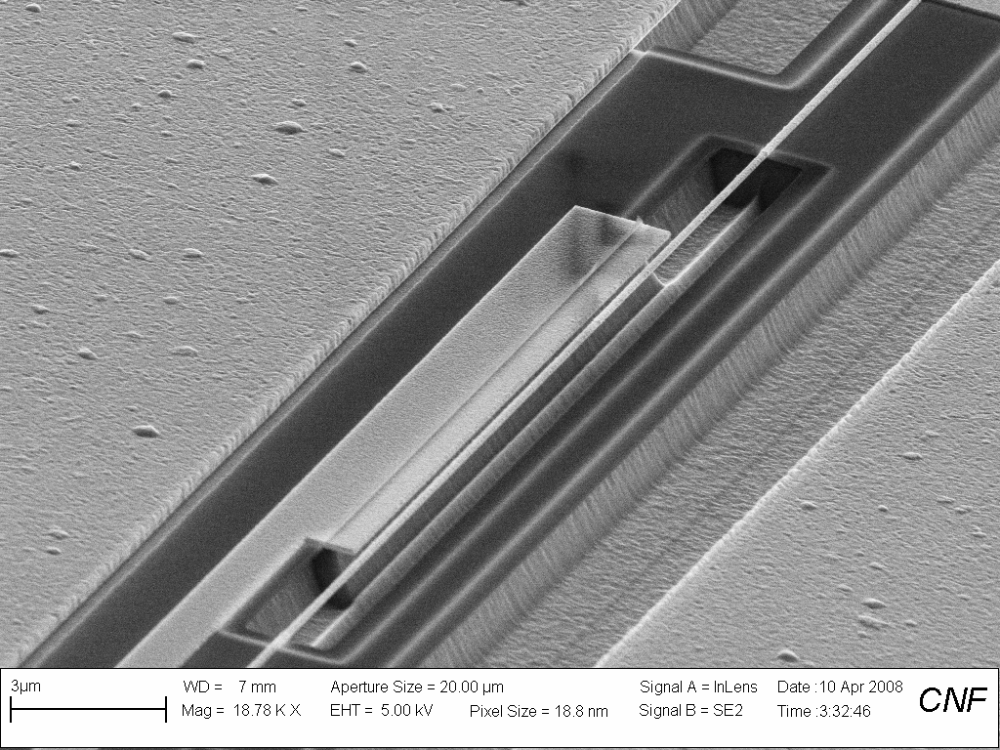 3µm
WD = 7 mm Aperture Size = 20.00 µm Signal A = InLens Date :10 Apr 2008
Mag = 18.78 K X EHT = 5.00 kV Pixel Size = 18.8 nm Signal B = SE2 Time :3:32:46
CNF